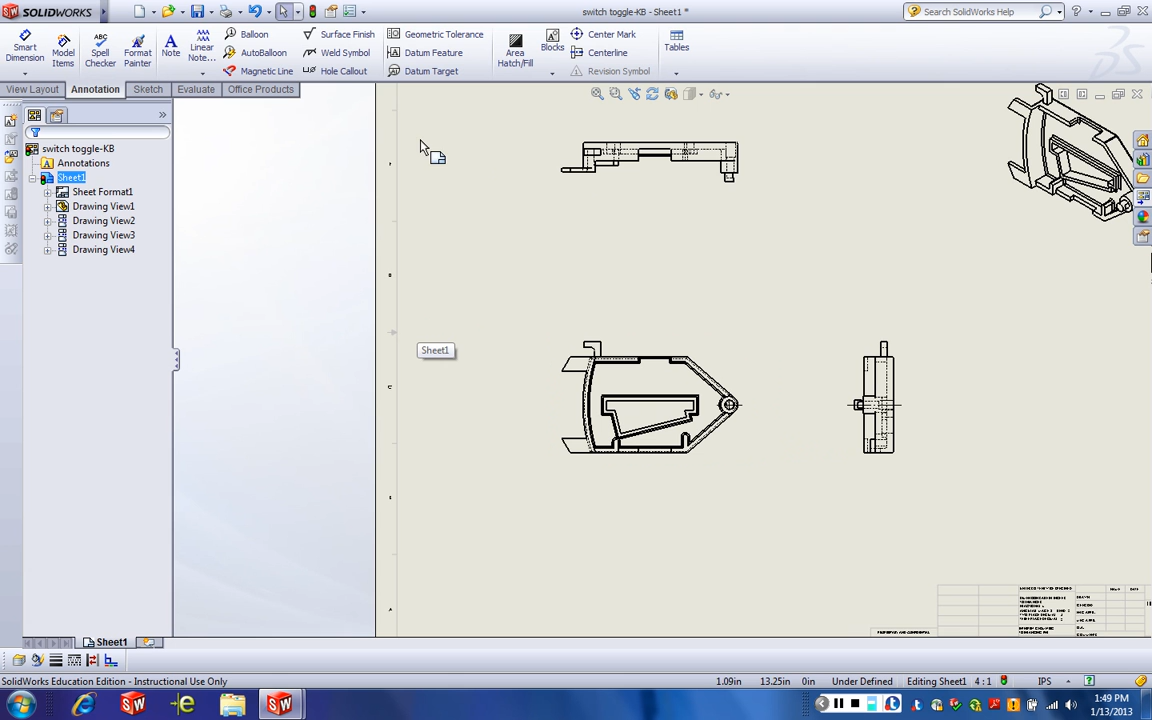 SOLIDWORKS
switch toggle-KB - Sheet1 *
Search SolidWorks Help
Smart Dimension
Model Items
Spell Checker
Format Painter
Note
Linear Note...
Balloon
AutoBalloon
Magnetic Line
Surface Finish
Weld Symbol
Hole Callout
Geometric Tolerance
Datum Feature
Datum Target
Area Hatch/Fill
Blocks
Center Mark
Centerline
Revision Symbol
Tables
View Layout
Annotation
Sketch
Evaluate
Office Products
switch toggle-KB
Annotations
Sheet1
Sheet Format1
Drawing View1
Drawing View2
Drawing View3
Drawing View4
Sheet1
Sheet1
SolidWorks Education Edition - Instructional Use Only
1.09in
13.25in
0in
Under Defined
Editing Sheet1
4 : 1
IPS
1:49 PM
1/13/2013